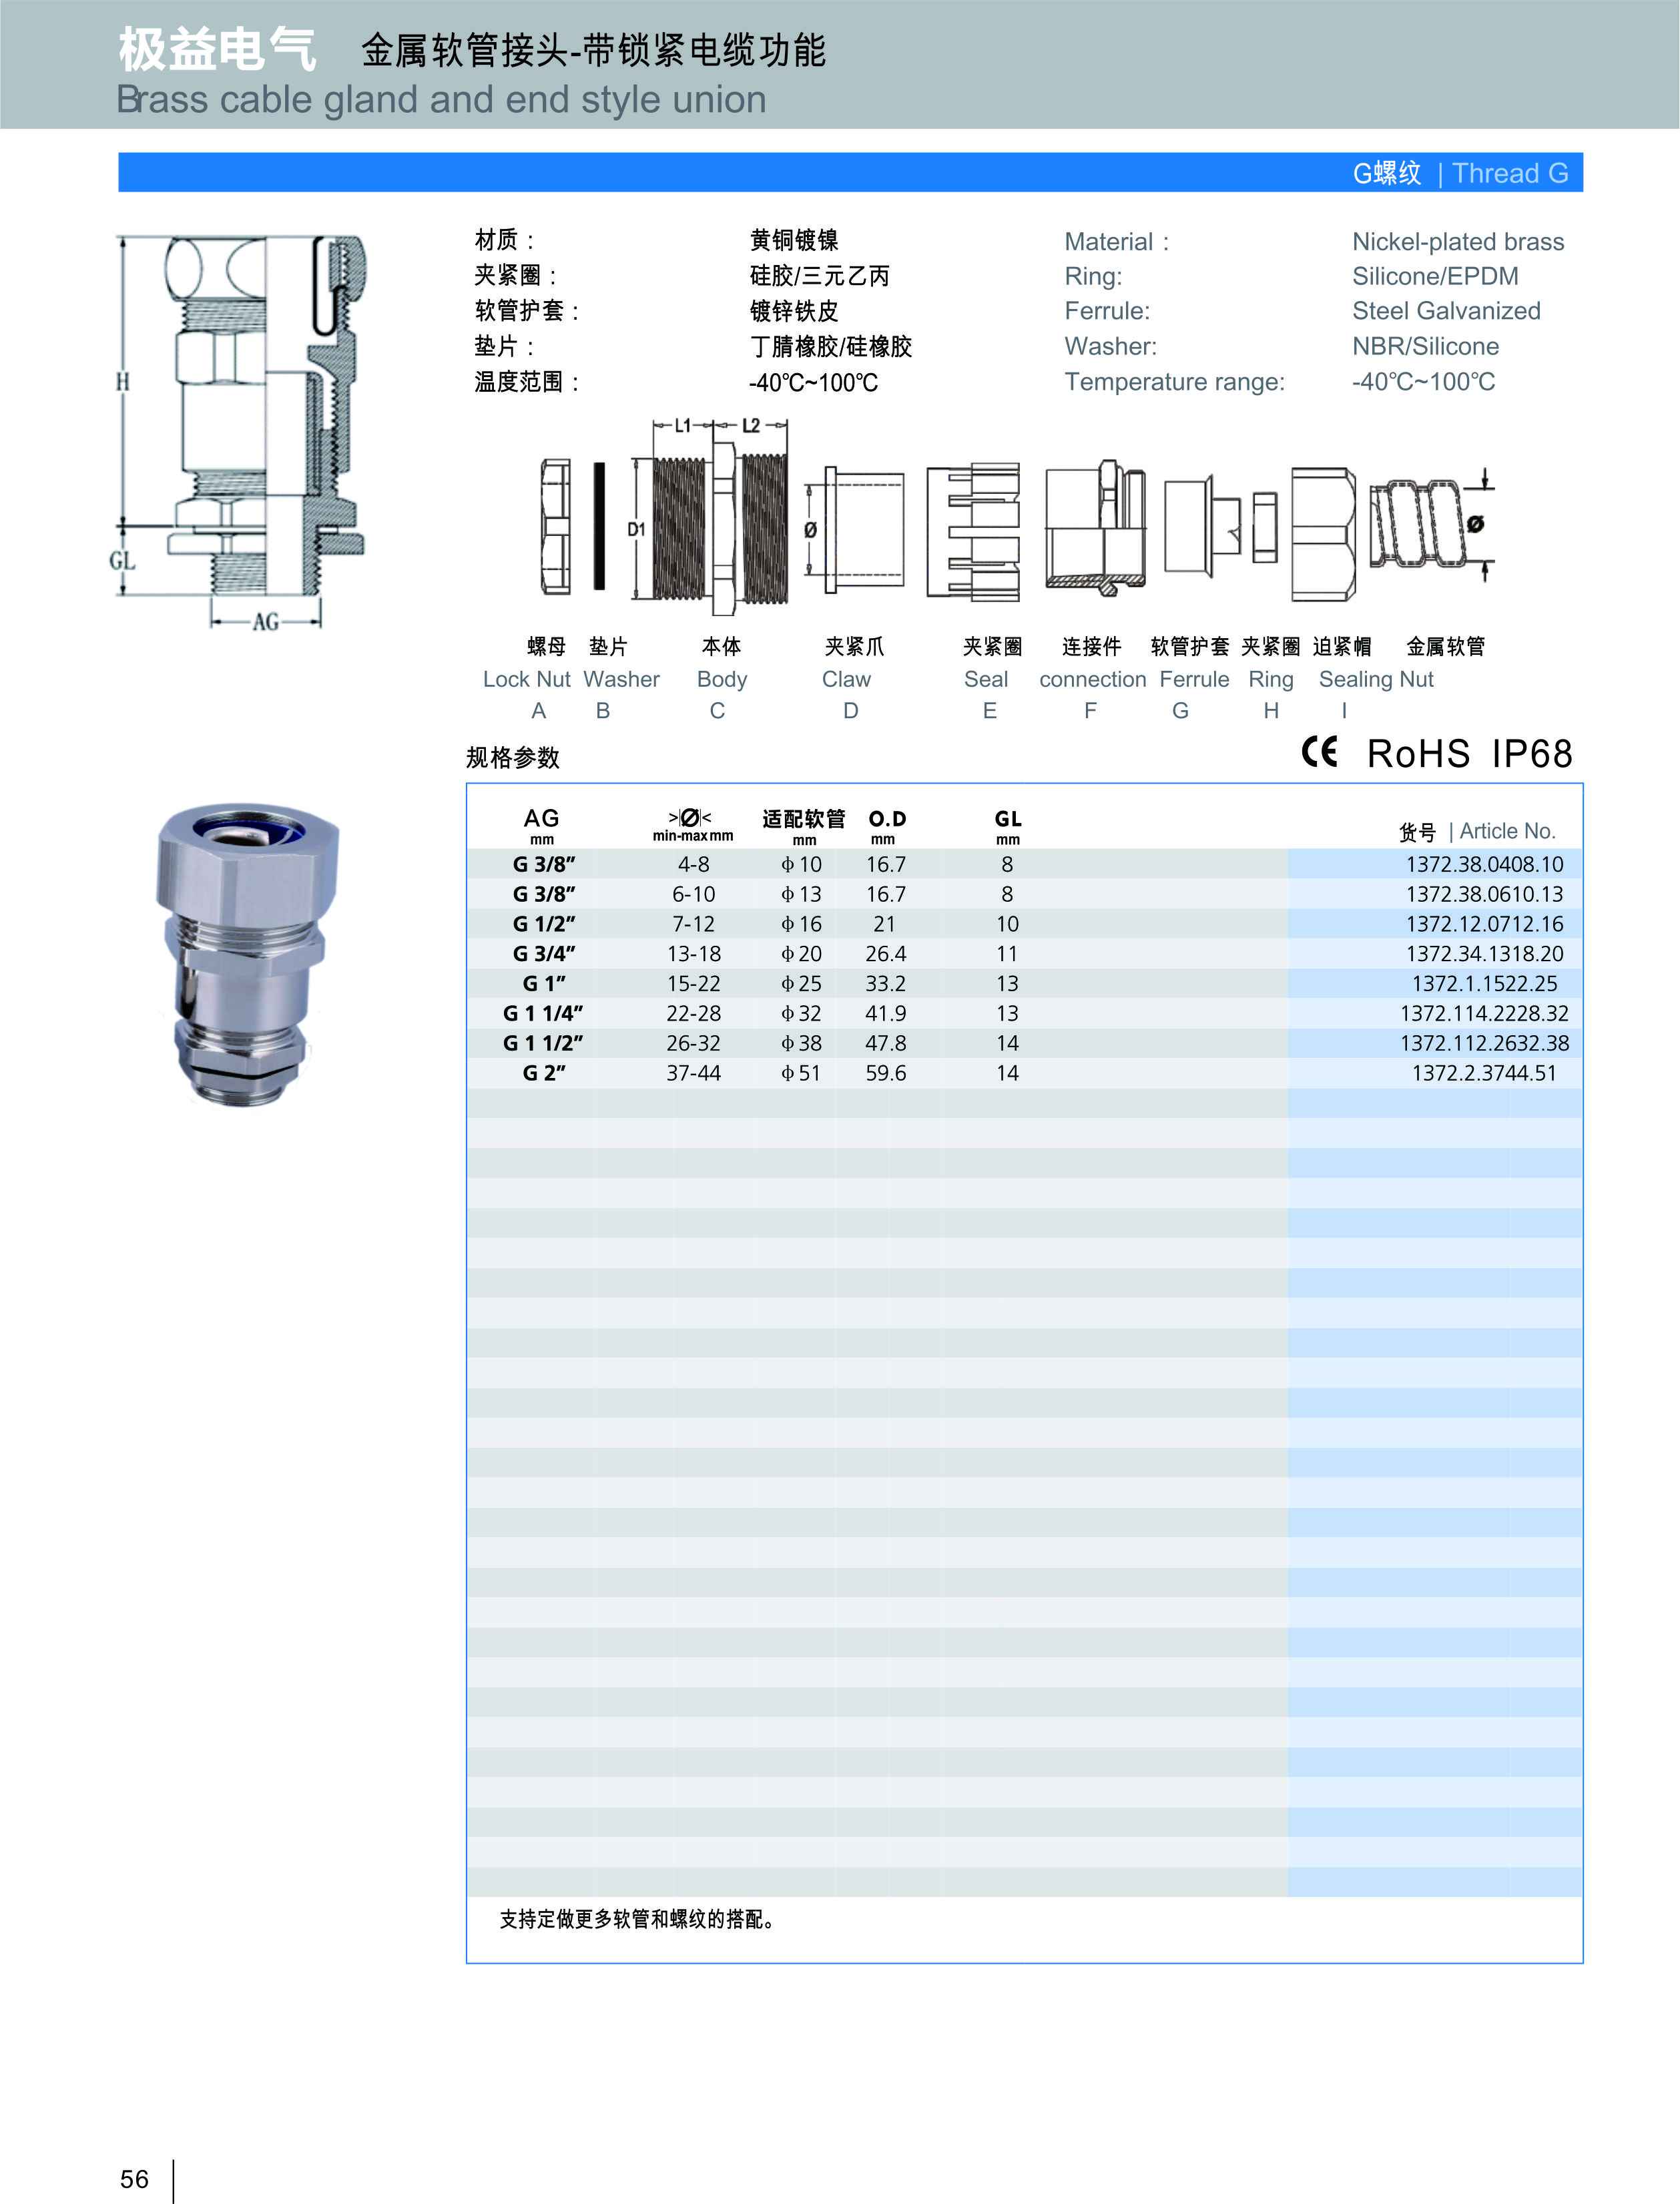 极益电气 金属软管接头-带锁紧电缆功能
Brass cable gland and end style union
G螺纹 | Thread G
材质： 黄铜镀镍 Material： Nickel-plated brass
夹紧圈： 硅胶/三元乙丙 Ring: Silicone/EPDM
软管护套： 镀锌铁皮 Ferrule: Steel Galvanized
垫片： 丁腈橡胶/硅橡胶 Washer: NBR/Silicone
温度范围： -40℃~100℃ Temperature range: -40℃~100℃
H
GL
AG
L1 L2
D1 Ø Ø
螺母 垫片 本体 夹紧爪 夹紧圈 连接件 软管护套 夹紧圈 迫紧帽 金属软管
Lock Nut Washer Body Claw Seal connection Ferrule Ring Sealing Nut
A B C D E F G H I
规格参数 CE RoHS IP68
AG >|Ø|< 适配软管 O.D GL
mm min-max mm mm mm mm 货号 | Article No.
G 3/8″ 4-8 φ10 16.7 8 1372.38.0408.10
G 3/8″ 6-10 φ13 16.7 8 1372.38.0610.13
G 1/2″ 7-12 φ16 21 10 1372.12.0712.16
G 3/4″ 13-18 φ20 26.4 11 1372.34.1318.20
G 1″ 15-22 φ25 33.2 13 1372.1.1522.25
G 1 1/4″ 22-28 φ32 41.9 13 1372.114.2228.32
G 1 1/2″ 26-32 φ38 47.8 14 1372.112.2632.38
G 2″ 37-44 φ51 59.6 14 1372.2.3744.51
支持定做更多软管和螺纹的搭配。
56